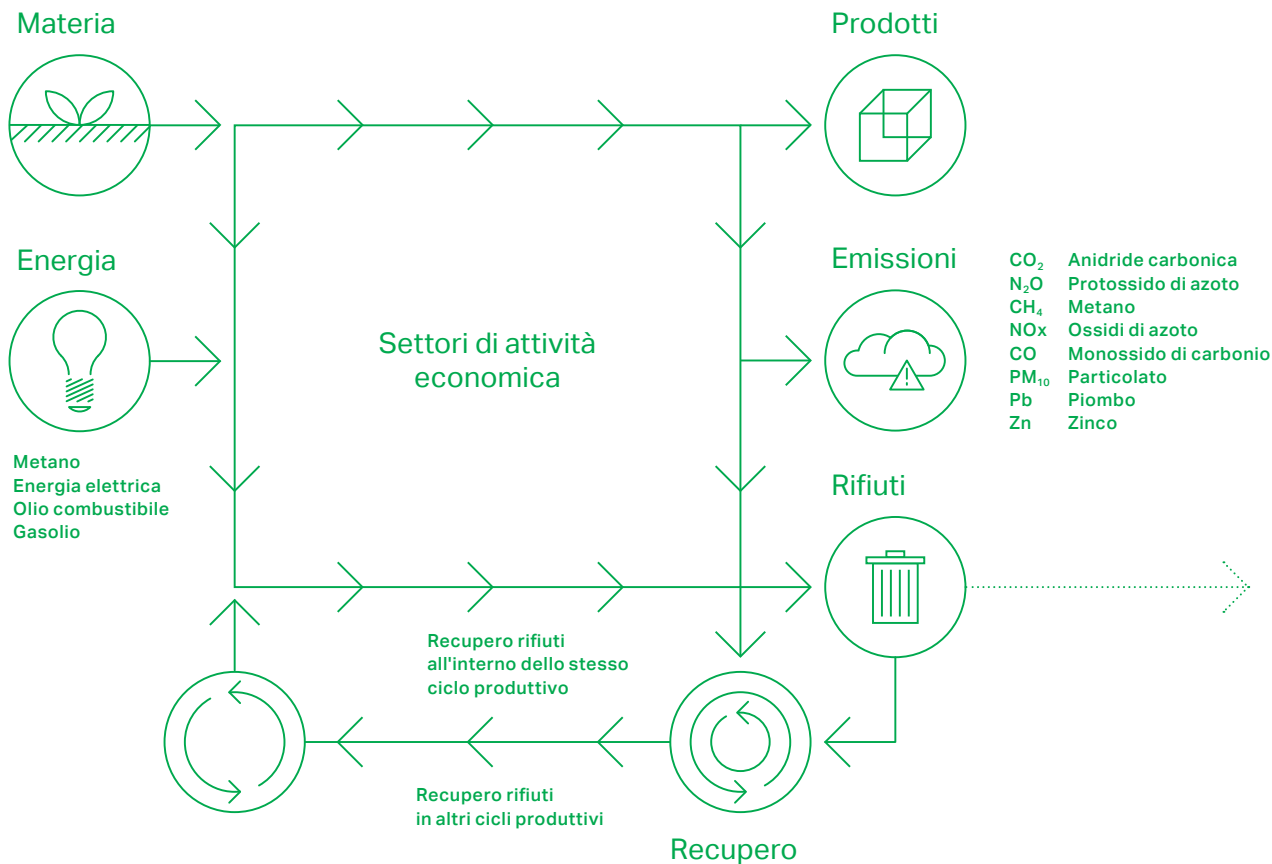 Materia
Prodotti
Energia
Emissioni
CO₂ Anidride carbonica
N₂O Protossido di azoto
CH₄ Metano
NOx Ossidi di azoto
CO Monossido di carbonio
PM₁₀ Particolato
Pb Piombo
Zn Zinco
Settori di attività
economica
Metano
Energia elettrica
Olio combustibile
Gasolio
Rifiuti
Recupero rifiuti
all'interno dello stesso
ciclo produttivo
Recupero rifiuti
in altri cicli produttivi
Recupero